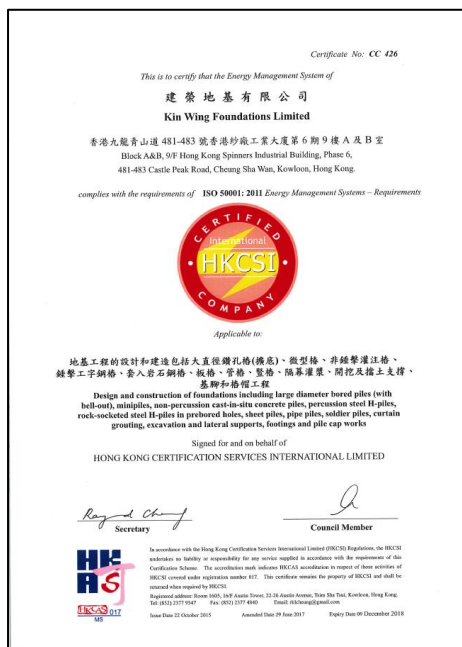 Certificate No: CC 426
This is to certify that the Energy Management System of
建榮地基有限公司
Kin Wing Foundations Limited
香港九龍青山道 481-483 號香港紗廠工業大廈第 6 期 9 樓 A 及 B 室
Block A&B, 9/F Hong Kong Spinners Industrial Building, Phase 6,
481-483 Castle Peak Road, Cheung Sha Wan, Kowloon, Hong Kong.
complies with the requirements of ISO 50001: 2011 Energy Management Systems – Requirements
CERTIFIED
International
HKCSI
COMPANY
Applicable to:
地基工程的設計和建造包括大直徑鑽孔樁(擴底)、微型樁、非錘擊灌注樁、
錘擊工字鋼樁、套入岩石鋼樁、板樁、管樁、豎樁、隔幕灌漿、開挖及擋土支撐、
基腳和樁帽工程
Design and construction of foundations including large diameter bored piles (with
bell-out), minipiles, non-percussion cast-in-situ concrete piles, percussion steel H-piles,
rock-socketed steel H-piles in prebored holes, sheet piles, pipe piles, soldier piles, curtain
grouting, excavation and lateral supports, footings and pile cap works
Signed for and on behalf of
HONG KONG CERTIFICATION SERVICES INTERNATIONAL LIMITED
Secretary
Council Member
HKAS
HKCAS 017
MS
In accordance with the Hong Kong Certification Services International Limited (HKCSI) Regulations, the HKCSI
undertakes no liability or responsibility for any service supplied in accordance with the requirements of this
Certification Scheme. The accreditation mark indicates HKAS accreditation in respect of those activities of
HKCSI covered under registration number 017. This certificate remains the property of HKCSI and shall be
returned when required by HKCSI.
Registered address: Room 1605, 16/F Austin Tower, 22-26 Austin Avenue, Tsim Sha Tsui, Kowloon, Hong Kong.
Tel: (852) 2377 9547 Fax: (852) 2377 4840
Issue Date 22 October 2015 Amended Date 29 June 2017 Expiry Date 09 December 2018